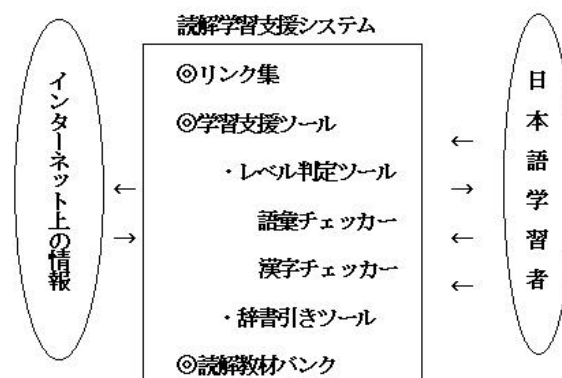 読解学習支援システム
インターネット上の情報
◎リンク集
◎学習支援ツール
・レベル判定ツール
語彙チェッカー
漢字チェッカー
・辞書引きツール
◎読解教材バンク
←
→
←
→
←
←
日本語学習者